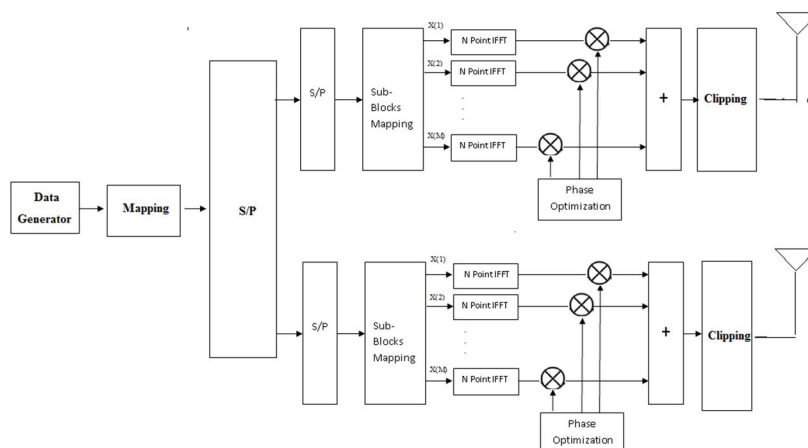 Data
Generator
Mapping
S/P
S/P
Sub-
Blocks
Mapping
X(1)
N Point IFFT
X(2)
N Point IFFT
X(M)
N Point IFFT
Phase
Optimization
+
Clipping
S/P
Sub-
Blocks
Mapping
X(1)
N Point IFFT
X(2)
N Point IFFT
X(M)
N Point IFFT
Phase
Optimization
+
Clipping